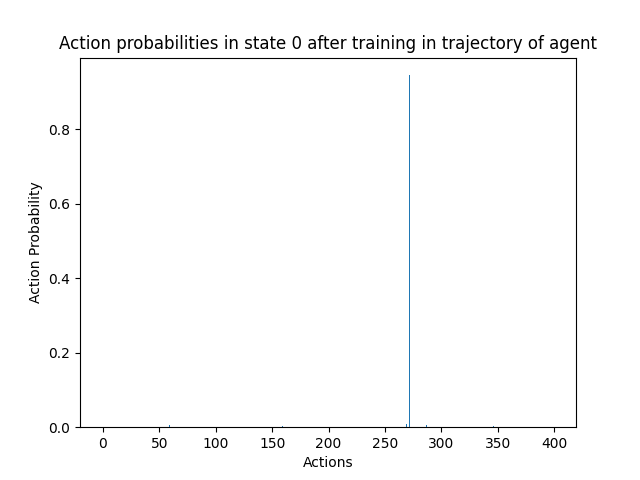 Action probabilities in state 0 after training in trajectory of agent
Action Probability
0.8
0.6
0.4
0.2
0.0
0 50 100 150 200 250 300 350 400
Actions